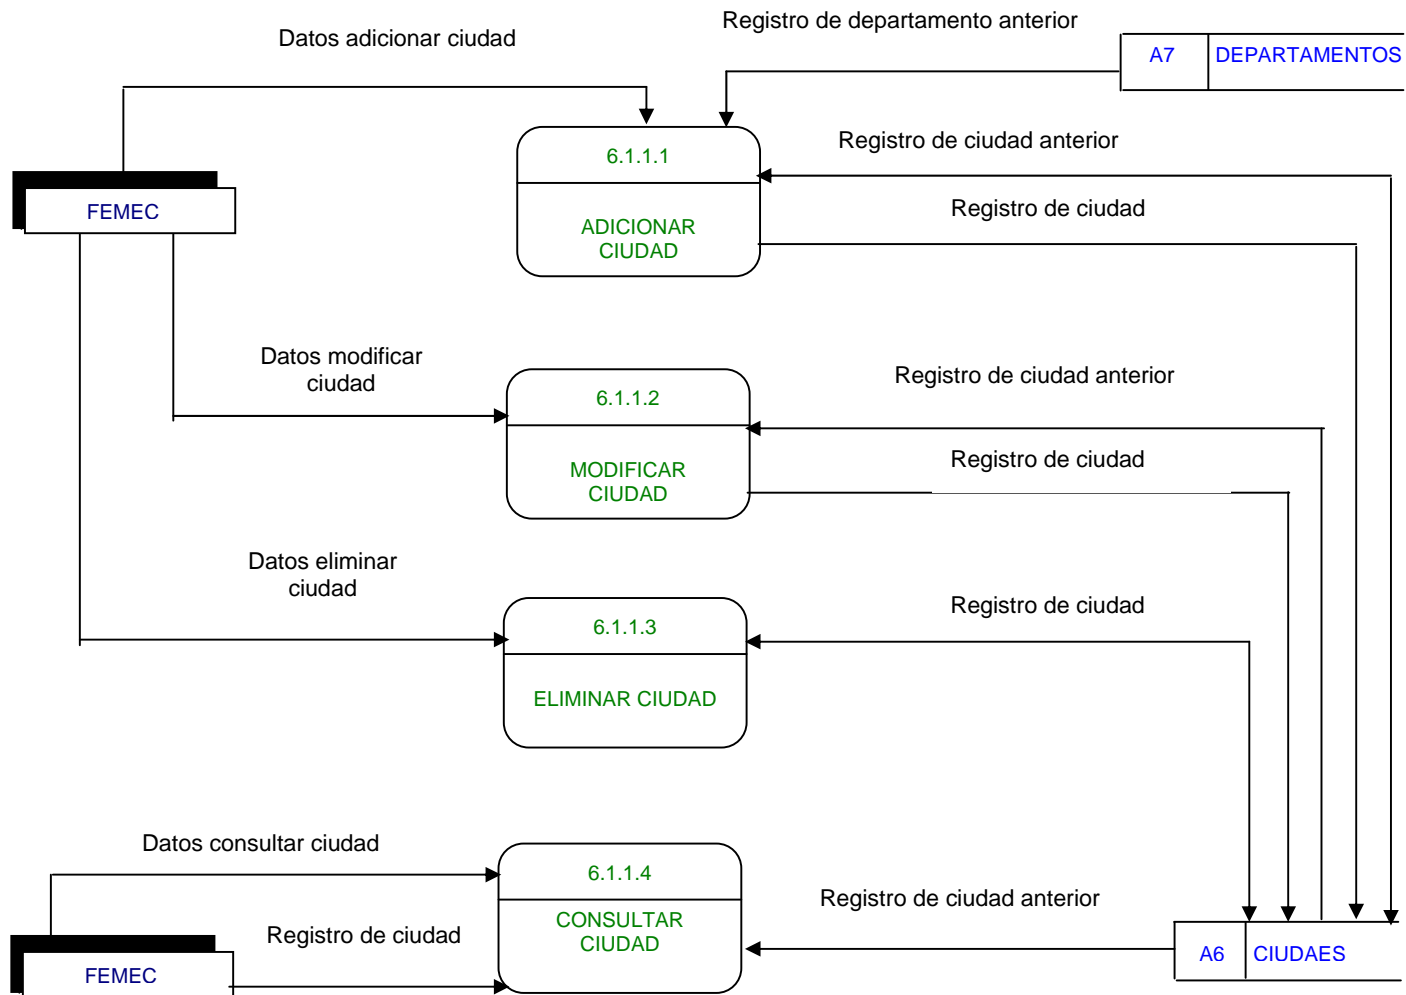 Registro de departamento anterior
Datos adicionar ciudad
A7 DEPARTAMENTOS
Registro de ciudad anterior
6.1.1.1
FEMEC
Registro de ciudad
ADICIONAR
CIUDAD
Datos modificar
ciudad
Registro de ciudad anterior
6.1.1.2
Registro de ciudad
MODIFICAR
CIUDAD
Datos eliminar
ciudad
Registro de ciudad
6.1.1.3
ELIMINAR CIUDAD
Datos consultar ciudad
6.1.1.4
Registro de ciudad anterior
CONSULTAR
CIUDAD
Registro de ciudad
A6 CIUDAES
FEMEC